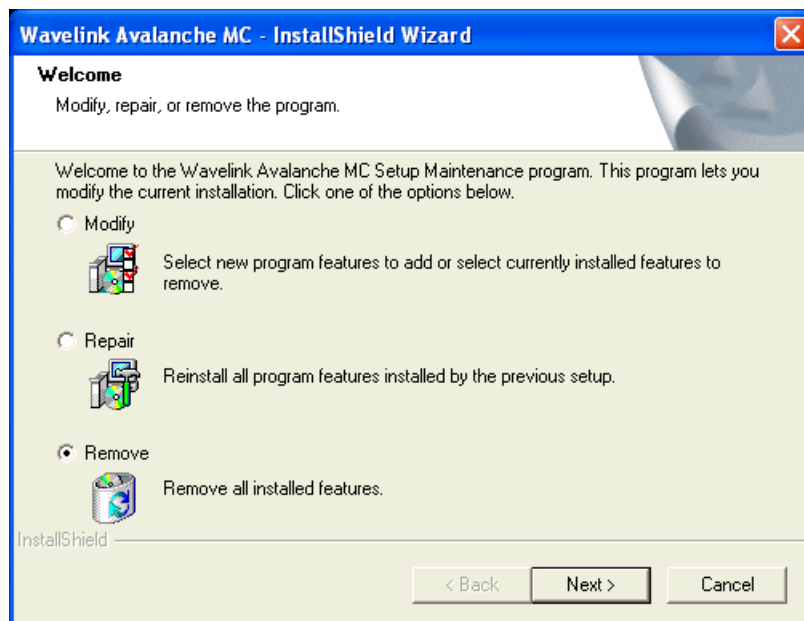 Wavelink Avalanche MC - InstallShield Wizard
Welcome
Modify, repair, or remove the program.
Welcome to the Wavelink Avalanche MC Setup Maintenance program. This program lets you
modify the current installation. Click one of the options below.
Modify
Select new program features to add or select currently installed features to
remove.
Repair
Reinstall all program features installed by the previous setup.
Remove
Remove all installed features.
InstallShield
< Back Next > Cancel